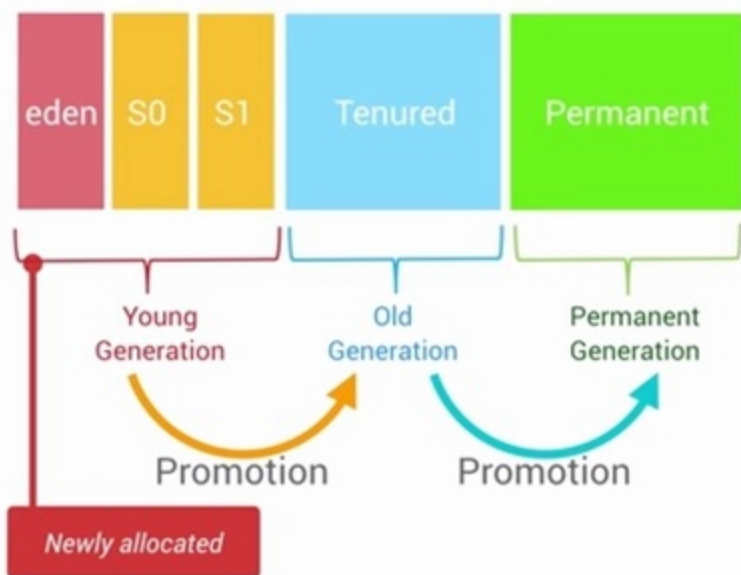 eden S0 S1 Tenured Permanent
Young
Generation
Old
Generation
Permanent
Generation
Promotion Promotion
Newly allocated